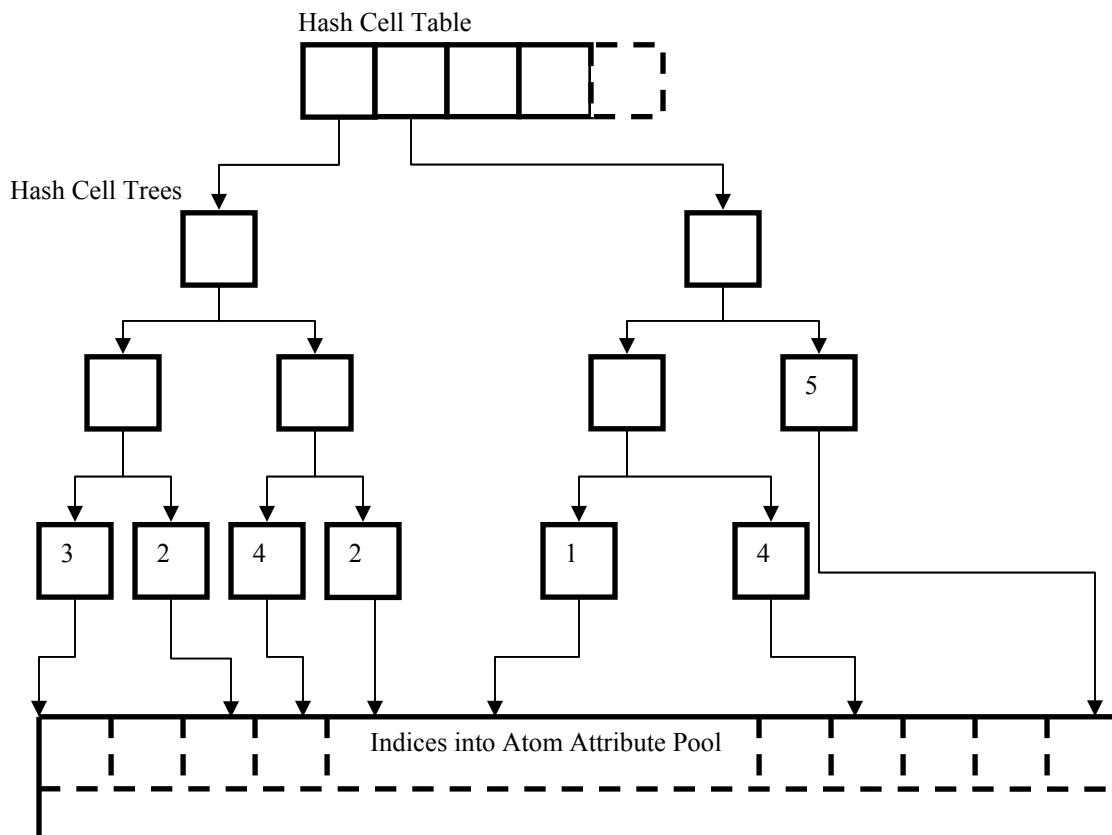 Hash Cell Table
Hash Cell Trees
5
3 2 4 2 1 4
Indices into Atom Attribute Pool